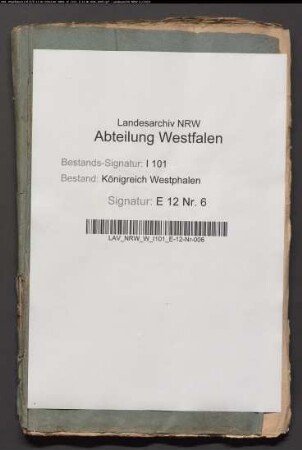 Landesarchiv NRW
Abteilung Westfalen
Bestands-Signatur: I 101
Bestand: Königreich Westphalen
Signatur: E 12 Nr. 6
LAV_NRW_W_I101_E-12-Nr-006